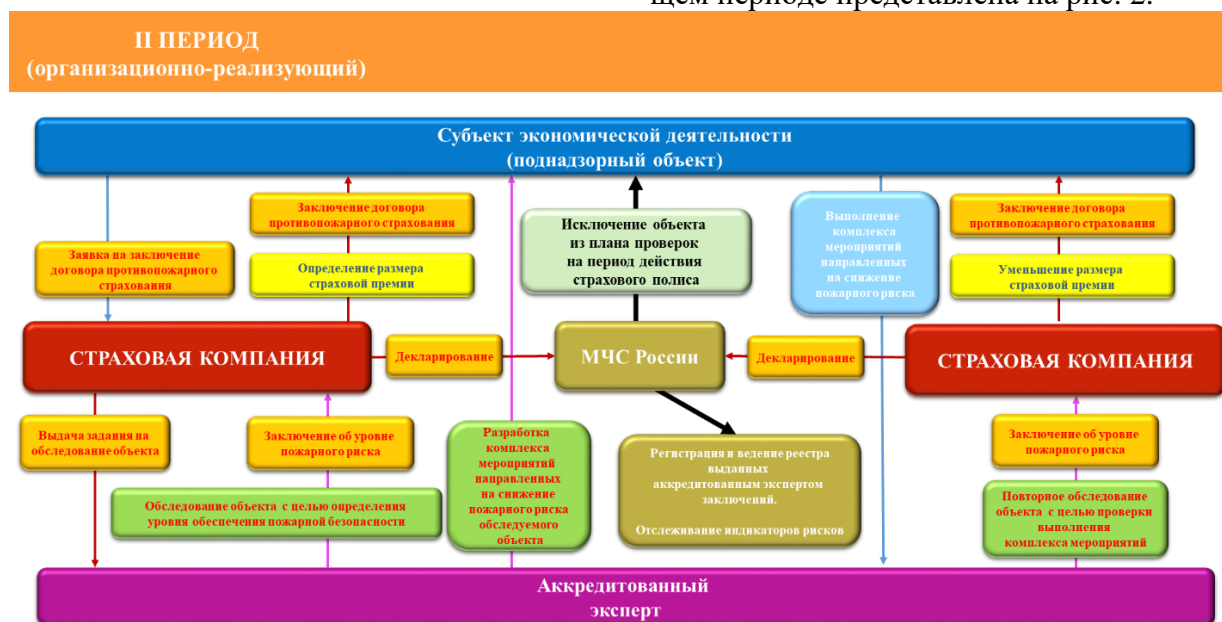 щем периоде представлена на рис. 2.
II ПЕРИОД
(организационно-реализующий)
Субъект экономической деятельности
(поднадзорный объект)
Заявка на заключение
договора противопожарного
страхования
Заключение договора
противопожарного страхования
Определение размера
страховой премии
Исключение объекта
из плана проверок
на период действия
страхового полиса
Выполнение
комплекса
мероприятий
направленных
на снижение
пожарного риска
Заключение договора
противопожарного страхования
Уменьшение размера
страховой премии
СТРАХОВАЯ КОМПАНИЯ
Декларирование
МЧС России
Декларирование
СТРАХОВАЯ КОМПАНИЯ
Выдача задания на
обследование объекта
Заключение об уровне
пожарного риска
Обследование объекта с целью определения
уровня обеспечения пожарной безопасности
Разработка
комплекса
мероприятий
направленных
на снижение
пожарного риска
обследуемого
объекта
Регистрация и ведение реестра
выданных
аккредитованным экспертом
заключений.
Отслеживание индикаторов рисков
Заключение об уровне
пожарного риска
Повторное обследование
объекта с целью проверки
выполнения
комплекса мероприятий
Аккредитованный
эксперт